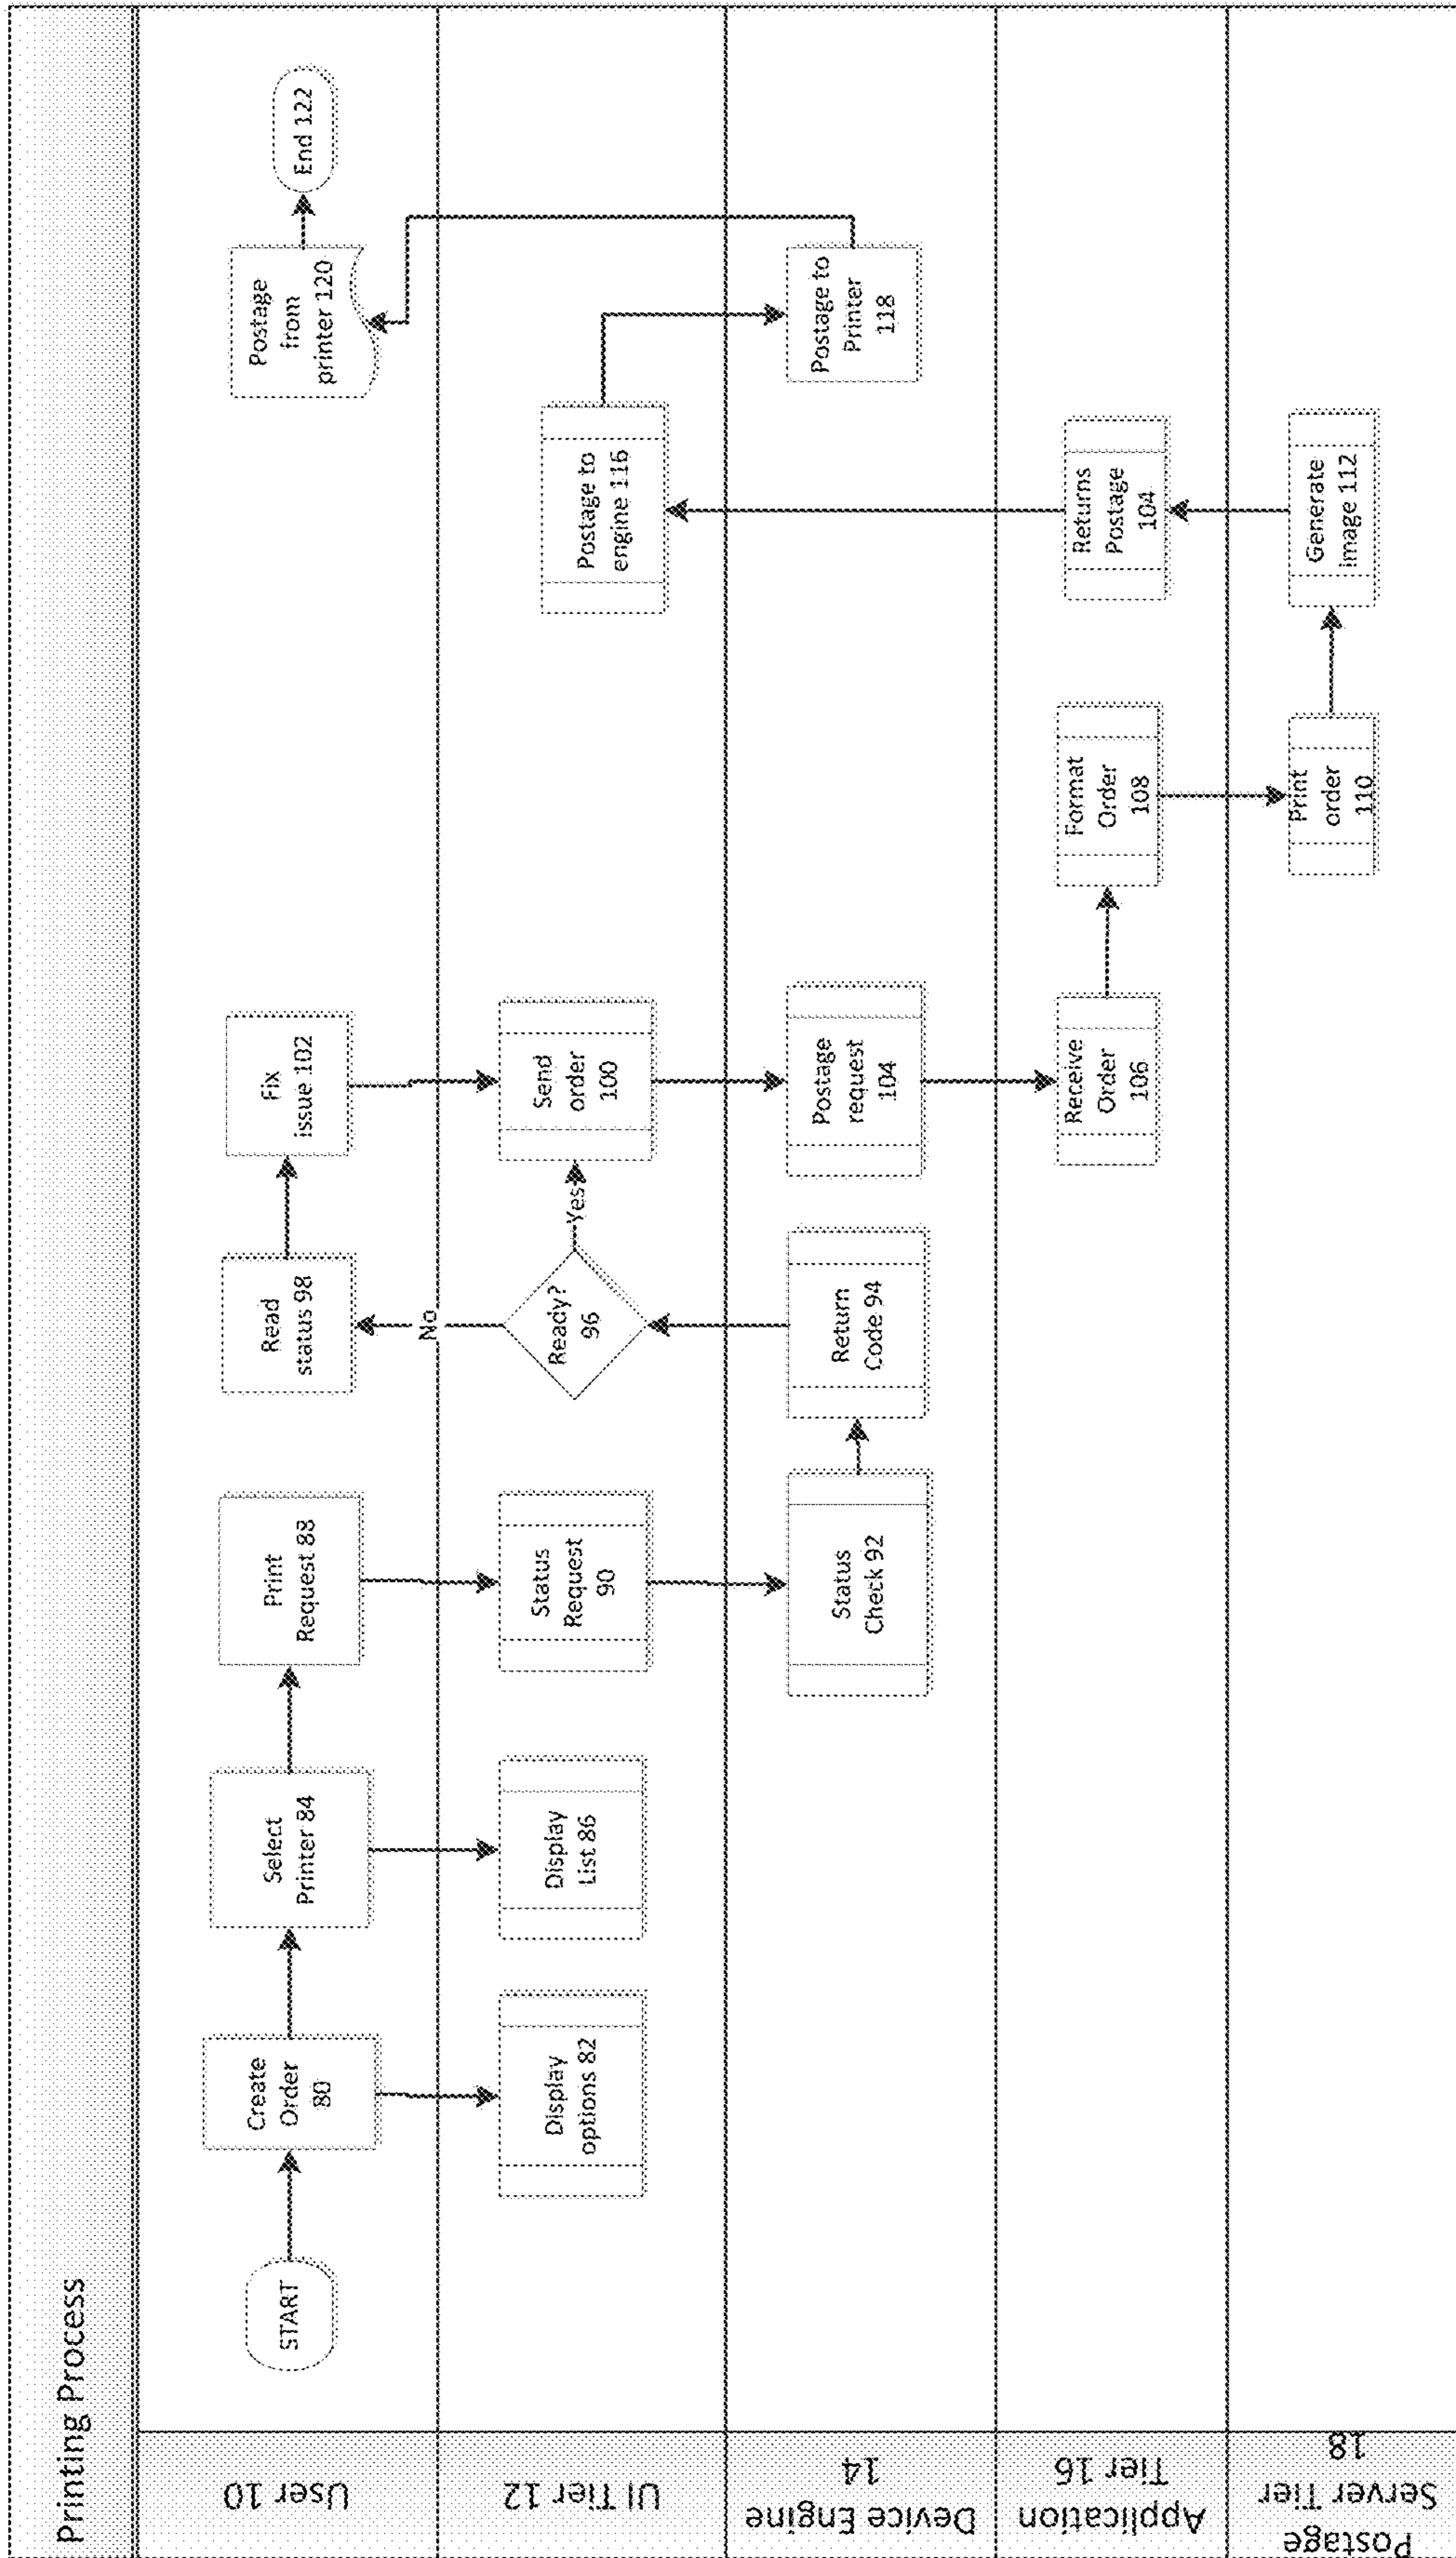 Printing Process
User 10
START
Create
Order
80
Select
Printer 84
Print
Request 88
Read
status 98
Fix
issue 102
Postage
from
printer 120
End 122
UI Tier 12
Display
options 82
Display
List 86
Status
Request
90
Ready?
96
No
Yes
Send
order
100
Postage to
engine 116
Device Engine
14
Status
Check 92
Return
Code 94
Postage
request
104
Postage to
Printer
118
Application
Tier 16
Receive
Order
106
Format
Order
108
Returns
Postage
104
Postage
Server Tier
18
Print
order
110
Generate
image 112